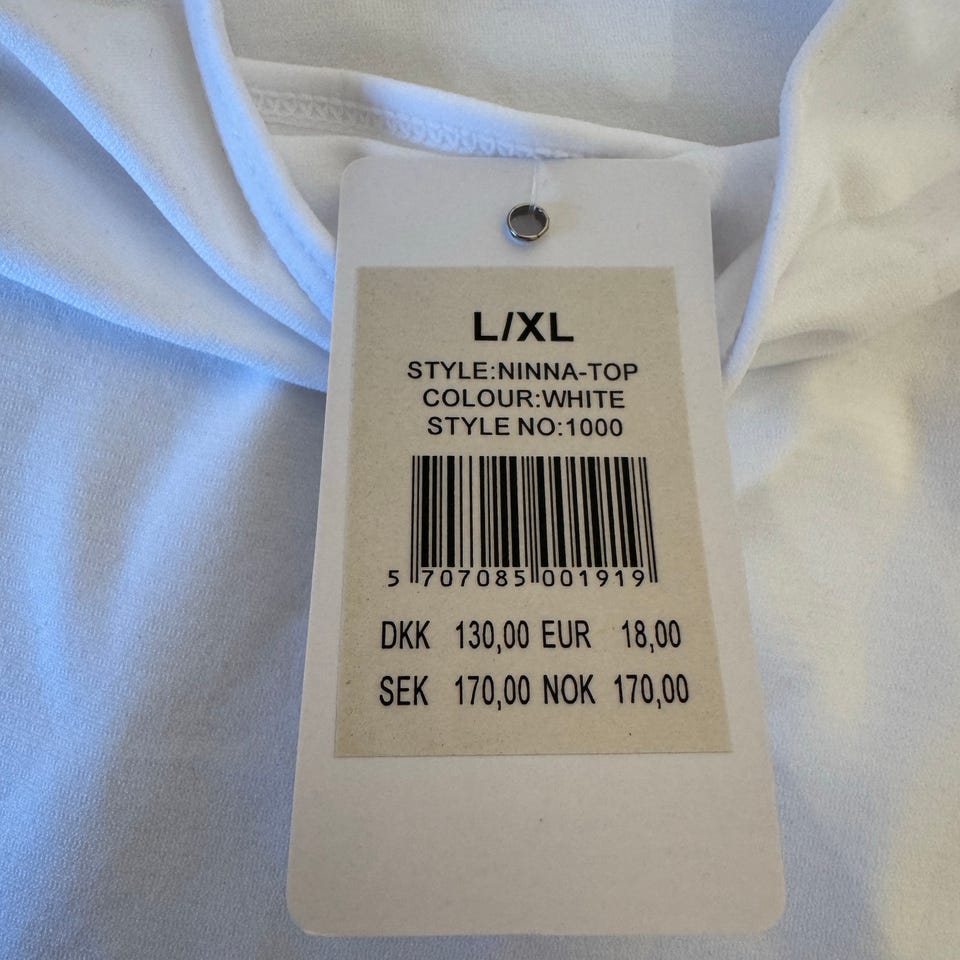 L/XL
STYLE:NINNA-TOP
COLOUR:WHITE
STYLE NO:1000
5 707085 001919
DKK 130,00 EUR 18,00
SEK 170,00 NOK 170,00